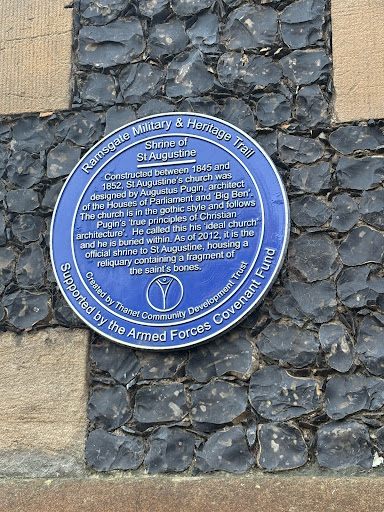 Ramsgate Military & Heritage Trail
Shrine of
St Augustine
Constructed between 1845 and
1852, St Augustine's church was
designed by Augustus Pugin, architect
of the Houses of Parliament and 'Big Ben'.
The church is in the gothic style and follows
Pugin's 'true principles of Christian
architecture'. He called this his 'ideal church'
and he is buried within. As of 2012, it is the
official shrine to St Augustine, housing a
reliquary containing a fragment of
the saint's bones.
Created by Thanet Community Development Trust
Supported by the Armed Forces Covenant Fund